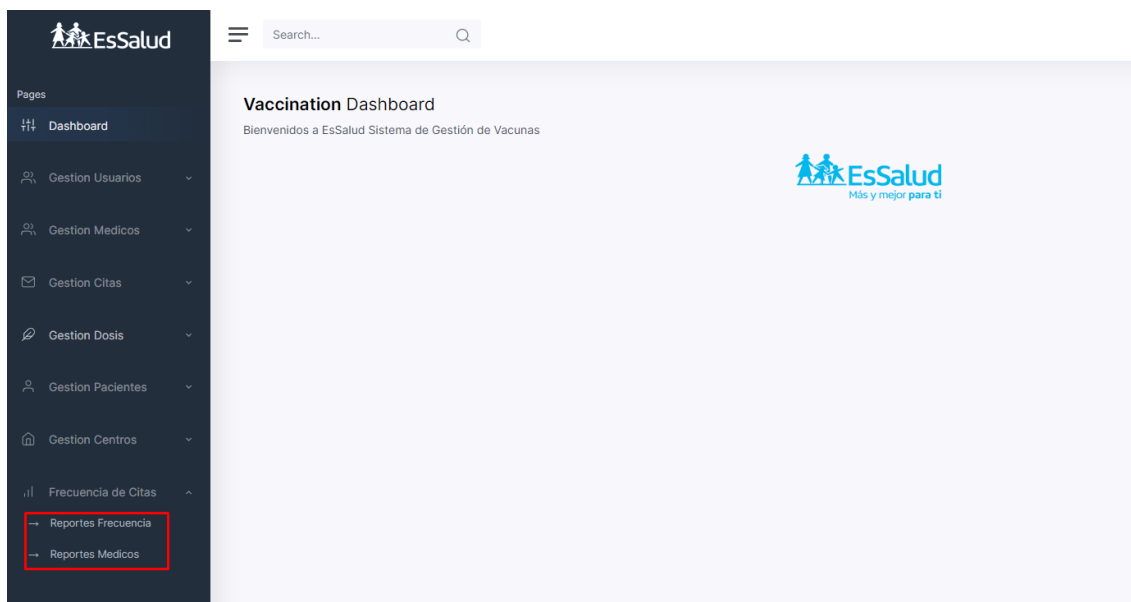 EsSalud
Search...
Pages
Dashboard
Gestion Usuarios
Gestion Medicos
Gestion Citas
Gestion Dosis
Gestion Pacientes
Gestion Centros
Frecuencia de Citas
→ Reportes Frecuencia
→ Reportes Medicos
Vaccination Dashboard
Bienvenidos a EsSalud Sistema de Gestión de Vacunas
EsSalud
Más y mejor para ti